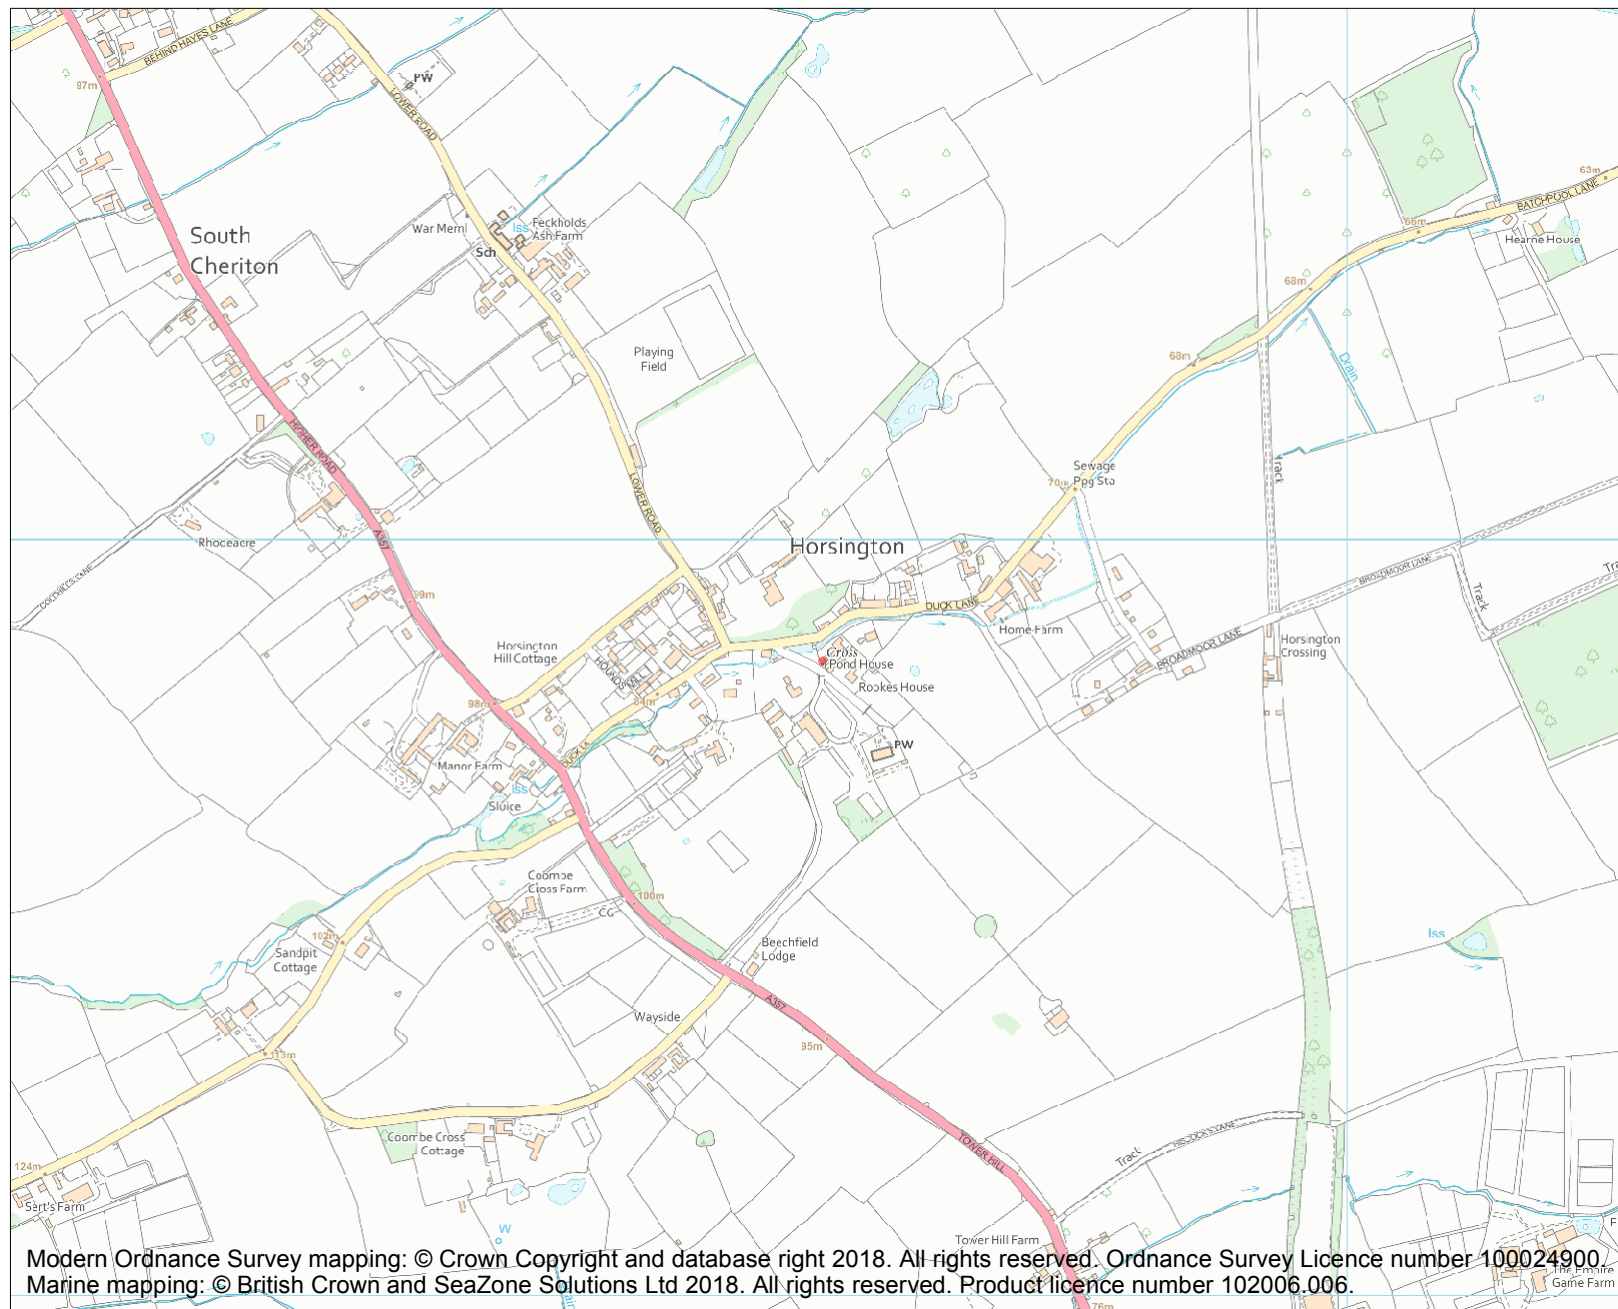 BEHIND HAYES LANE
97m
PW
LOWER ROAD
63m
BATCHPOOL LANE
66m
Hearne House
War Meml
Iss
Feckholds
Ash Farm
Sch
South
Cheriton
68m
Playing
Field
68m
Drain
HIGHER ROAD
Sewage
Ppg Sta
70m
Track
LOWER ROAD
A357
Rhoceacre
Horsington
COLDHILLS LANE
BROADMOOR LANE
Track
99m
DUCK LANE
Home Farm
Horsington
Hill Cottage
Horsington
Crossing
BROADMOOR LANE
Cross
Pond House
HOUNDS MILL
Rookes House
84m
98m
PW
DUCK LA
Manor Farm
Iss
Sluice
Coombe
Cross Farm
100m
CG
102m
Sandpit
Cottage
Beechfield
Lodge
Iss
A357
Wayside
95m
113m
Coombe Cross
Cottage
TOWER HILL
Track
124m
Sert's Farm
W
Tower Hill Farm
Modern Ordnance Survey mapping: © Crown Copyright and database right 2018. All rights reserved. Ordnance Survey Licence number 100024900.
Marine mapping: © British Crown and SeaZone Solutions Ltd 2018. All rights reserved. Product licence number 102006.006.
Game Farm
76m